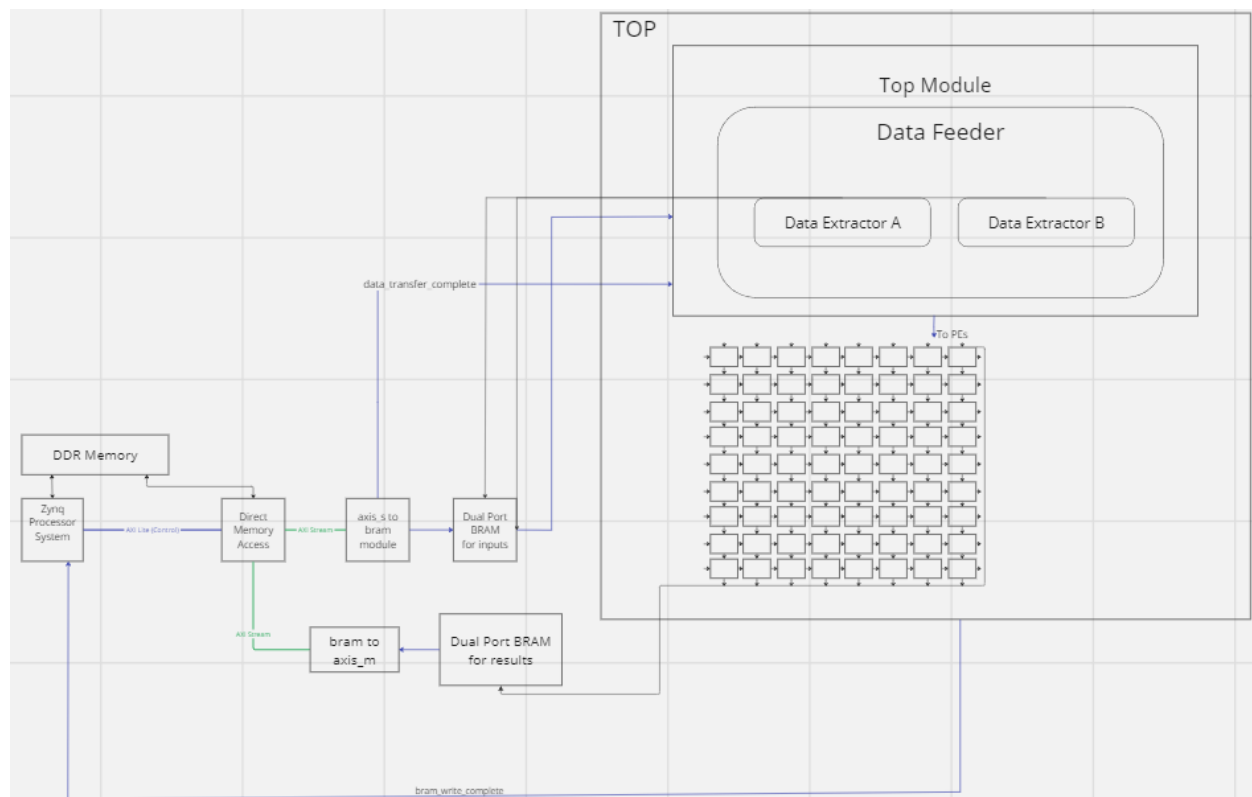 TOP
Top Module
Data Feeder
Data Extractor A
Data Extractor B
data_transfer_complete
To PEs
DDR Memory
Zynq
Processor
System
AXI Lite (Control)
Direct
Memory
Access
AXI Stream
axis_s to
bram
module
Dual Port
BRAM
for inputs
AXI Stream
bram to
axis_m
Dual Port BRAM
for results
bram_write_complete